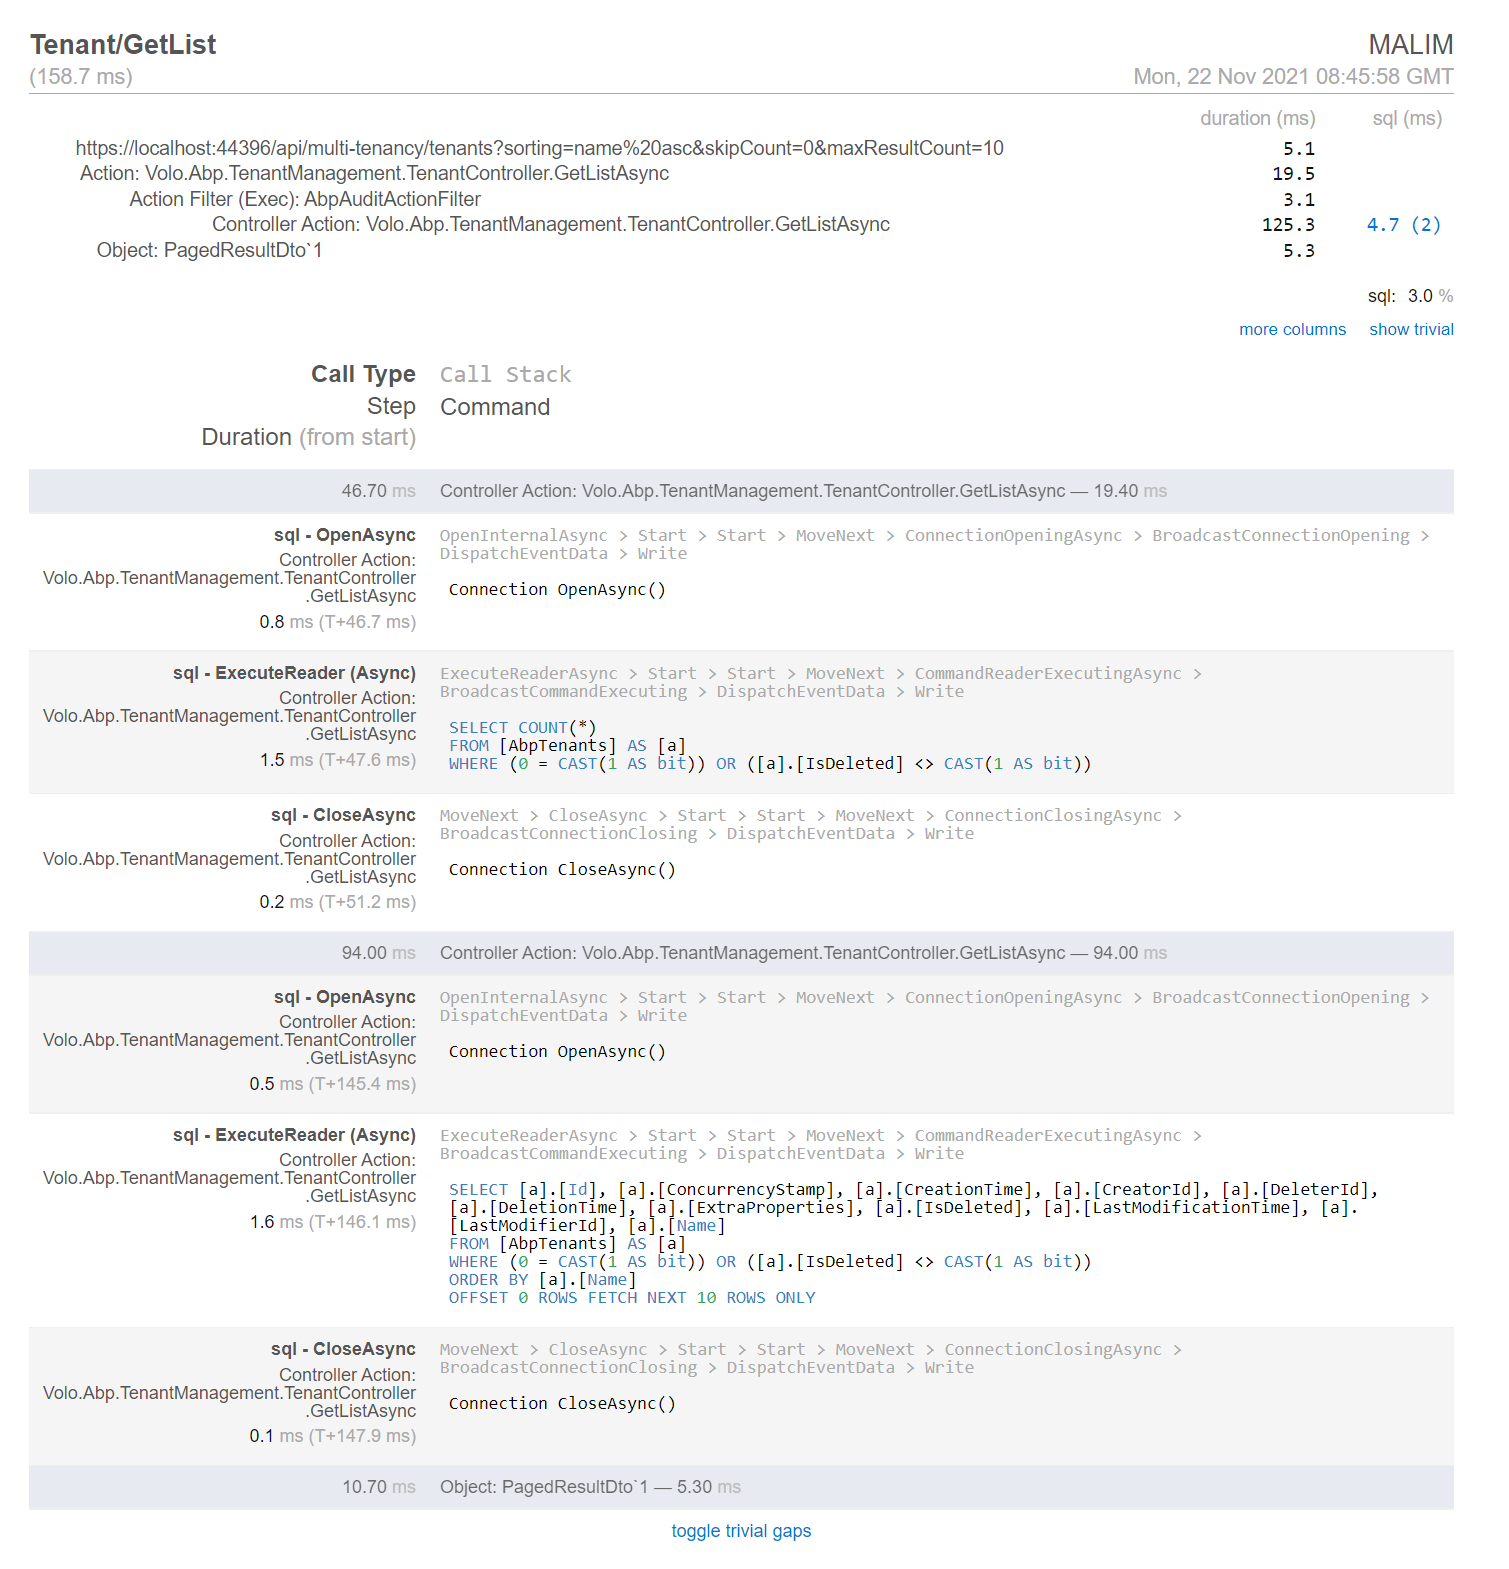 Tenant/GetList MALIM
(158.7 ms) Mon, 22 Nov 2021 08:45:58 GMT
duration (ms) sql (ms)
https://localhost:44396/api/multi-tenancy/tenants?sorting=name%20asc&skipCount=0&maxResultCount=10 5.1
Action: Volo.Abp.TenantManagement.TenantController.GetListAsync 19.5
Action Filter (Exec): AbpAuditActionFilter 3.1
Controller Action: Volo.Abp.TenantManagement.TenantController.GetListAsync 125.3 4.7 (2)
Object: PagedResultDto`1 5.3
sql: 3.0 %
more columns show trivial
Call Type Call Stack
Step Command
Duration (from start)
46.70 ms Controller Action: Volo.Abp.TenantManagement.TenantController.GetListAsync — 19.40 ms
sql - OpenAsync
Controller Action:
Volo.Abp.TenantManagement.TenantController
.GetListAsync
0.8 ms (T+46.7 ms)
OpenInternalAsync > Start > Start > MoveNext > ConnectionOpeningAsync > BroadcastConnectionOpening >
DispatchEventData > Write
Connection OpenAsync()
sql - ExecuteReader (Async)
Controller Action:
Volo.Abp.TenantManagement.TenantController
.GetListAsync
1.5 ms (T+47.6 ms)
ExecuteReaderAsync > Start > Start > MoveNext > CommandReaderExecutingAsync >
BroadcastCommandExecuting > DispatchEventData > Write
SELECT COUNT(*)
FROM [AbpTenants] AS [a]
WHERE (0 = CAST(1 AS bit)) OR ([a].[IsDeleted] <> CAST(1 AS bit))
sql - CloseAsync
Controller Action:
Volo.Abp.TenantManagement.TenantController
.GetListAsync
0.2 ms (T+51.2 ms)
MoveNext > CloseAsync > Start > Start > MoveNext > ConnectionClosingAsync >
BroadcastConnectionClosing > DispatchEventData > Write
Connection CloseAsync()
94.00 ms Controller Action: Volo.Abp.TenantManagement.TenantController.GetListAsync — 94.00 ms
sql - OpenAsync
Controller Action:
Volo.Abp.TenantManagement.TenantController
.GetListAsync
0.5 ms (T+145.4 ms)
OpenInternalAsync > Start > Start > MoveNext > ConnectionOpeningAsync > BroadcastConnectionOpening >
DispatchEventData > Write
Connection OpenAsync()
sql - ExecuteReader (Async)
Controller Action:
Volo.Abp.TenantManagement.TenantController
.GetListAsync
1.6 ms (T+146.1 ms)
ExecuteReaderAsync > Start > Start > MoveNext > CommandReaderExecutingAsync >
BroadcastCommandExecuting > DispatchEventData > Write
SELECT [a].[Id], [a].[ConcurrencyStamp], [a].[CreationTime], [a].[CreatorId], [a].[DeleterId],
[a].[DeletionTime], [a].[ExtraProperties], [a].[IsDeleted], [a].[LastModificationTime], [a].
[LastModifierId], [a].[Name]
FROM [AbpTenants] AS [a]
WHERE (0 = CAST(1 AS bit)) OR ([a].[IsDeleted] <> CAST(1 AS bit))
ORDER BY [a].[Name]
OFFSET 0 ROWS FETCH NEXT 10 ROWS ONLY
sql - CloseAsync
Controller Action:
Volo.Abp.TenantManagement.TenantController
.GetListAsync
0.1 ms (T+147.9 ms)
MoveNext > CloseAsync > Start > Start > MoveNext > ConnectionClosingAsync >
BroadcastConnectionClosing > DispatchEventData > Write
Connection CloseAsync()
10.70 ms Object: PagedResultDto`1 — 5.30 ms
toggle trivial gaps